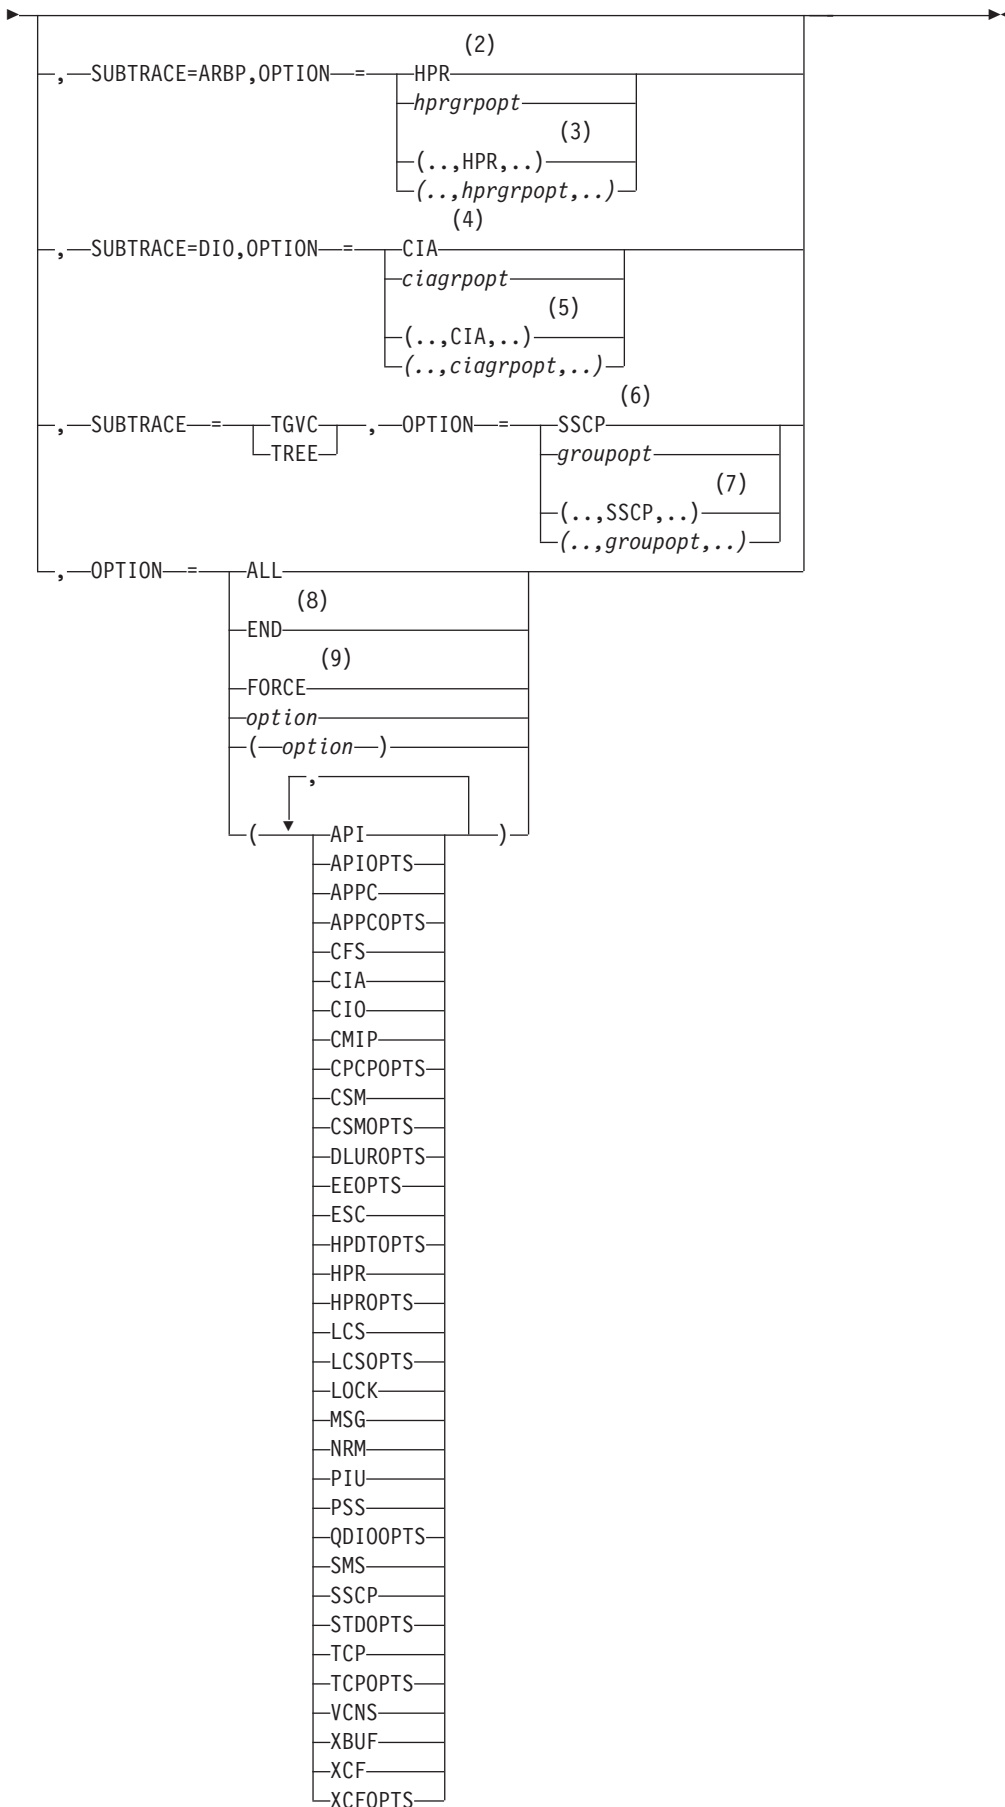 (2)
,—SUBTRACE=ARBP,OPTION—=—HPR
hprgrpopt
(3)
(..,HPR,..)
(..,hprgrpopt,..)
(4)
,—SUBTRACE=DIO,OPTION—=—CIA
ciagrpopt
(5)
(..,CIA,..)
(..,ciagrpopt,..)
(6)
,—SUBTRACE—=—TGVC—,—OPTION—=—SSCP
TREE groupopt
(7)
(..,SSCP,..)
(..,groupopt,..)
,—OPTION—=—ALL
(8)
END
(9)
FORCE
option
(—option—)
,
(—API—)
APIOPTS
APPC
APPCOPTS
CFS
CIA
CIO
CMIP
CPCPOPTS
CSM
CSMOPTS
DLUROPTS
EEOPTS
ESC
HPDTOPTS
HPR
HPROPTS
LCS
LCSOPTS
LOCK
MSG
NRM
PIU
PSS
QDIOOPTS
SMS
SSCP
STDOPTS
TCP
TCPOPTS
VCNS
XBUF
XCF
XCFOPTS